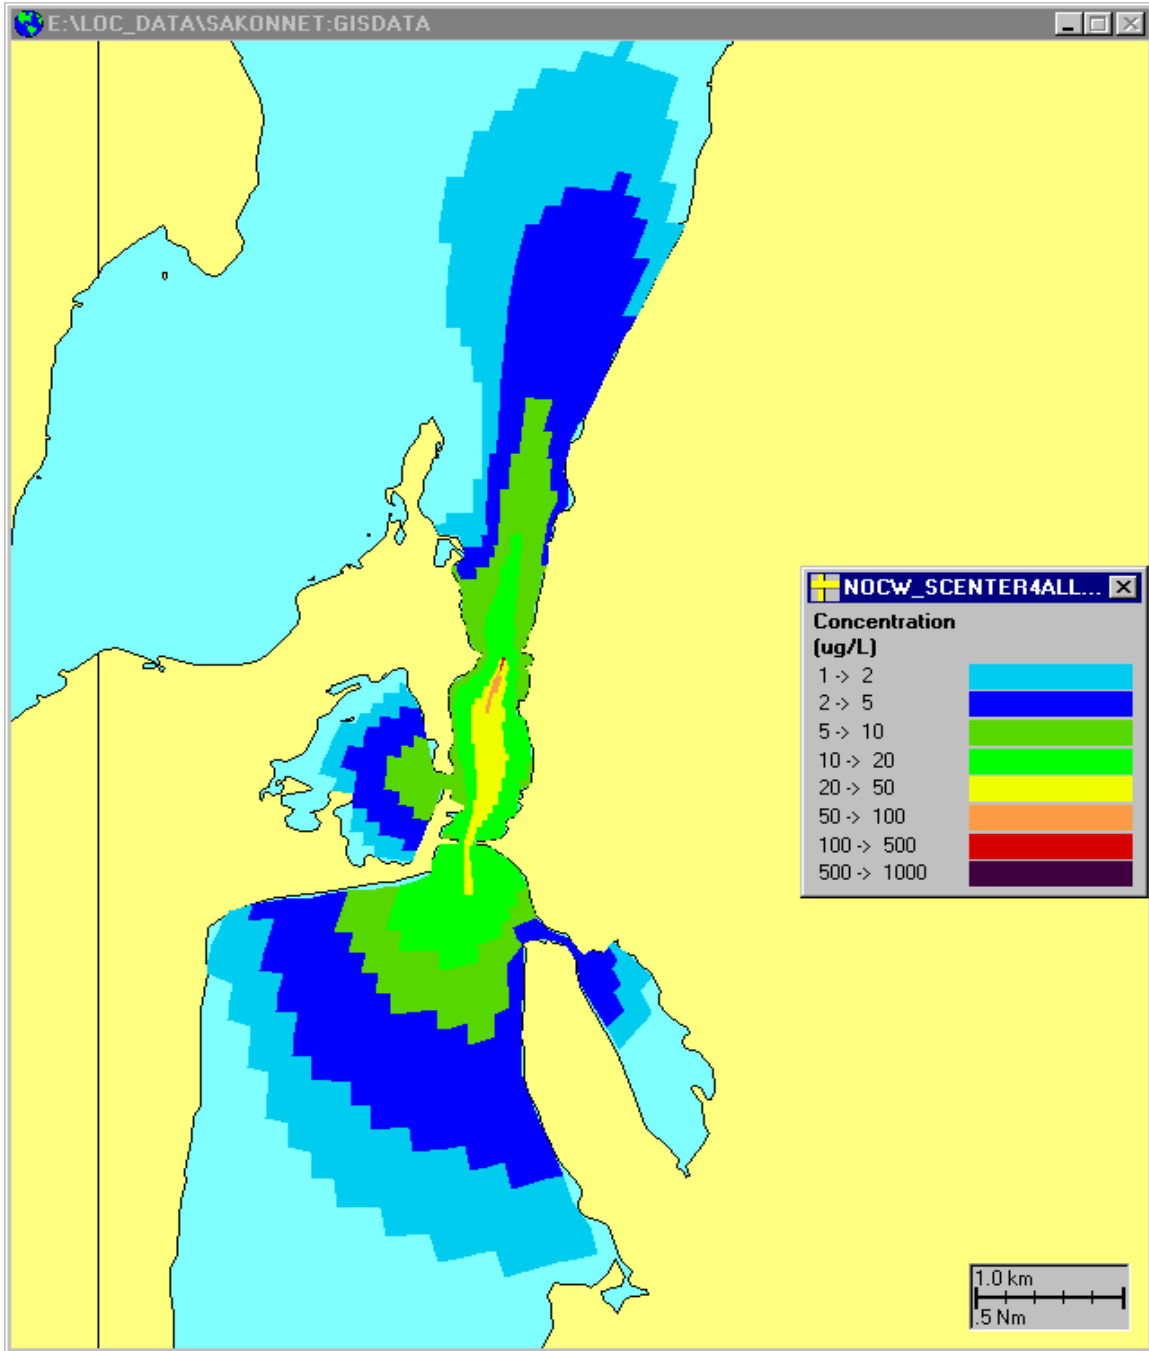 E:\LOC_DATA\SAKONNET:GISDATA
NOCW_SCENTER4ALL...
Concentration
(ug/L)
1 -> 2
2 -> 5
5 -> 10
10 -> 20
20 -> 50
50 -> 100
100 -> 500
500 -> 1000
1.0 km
.5 Nm